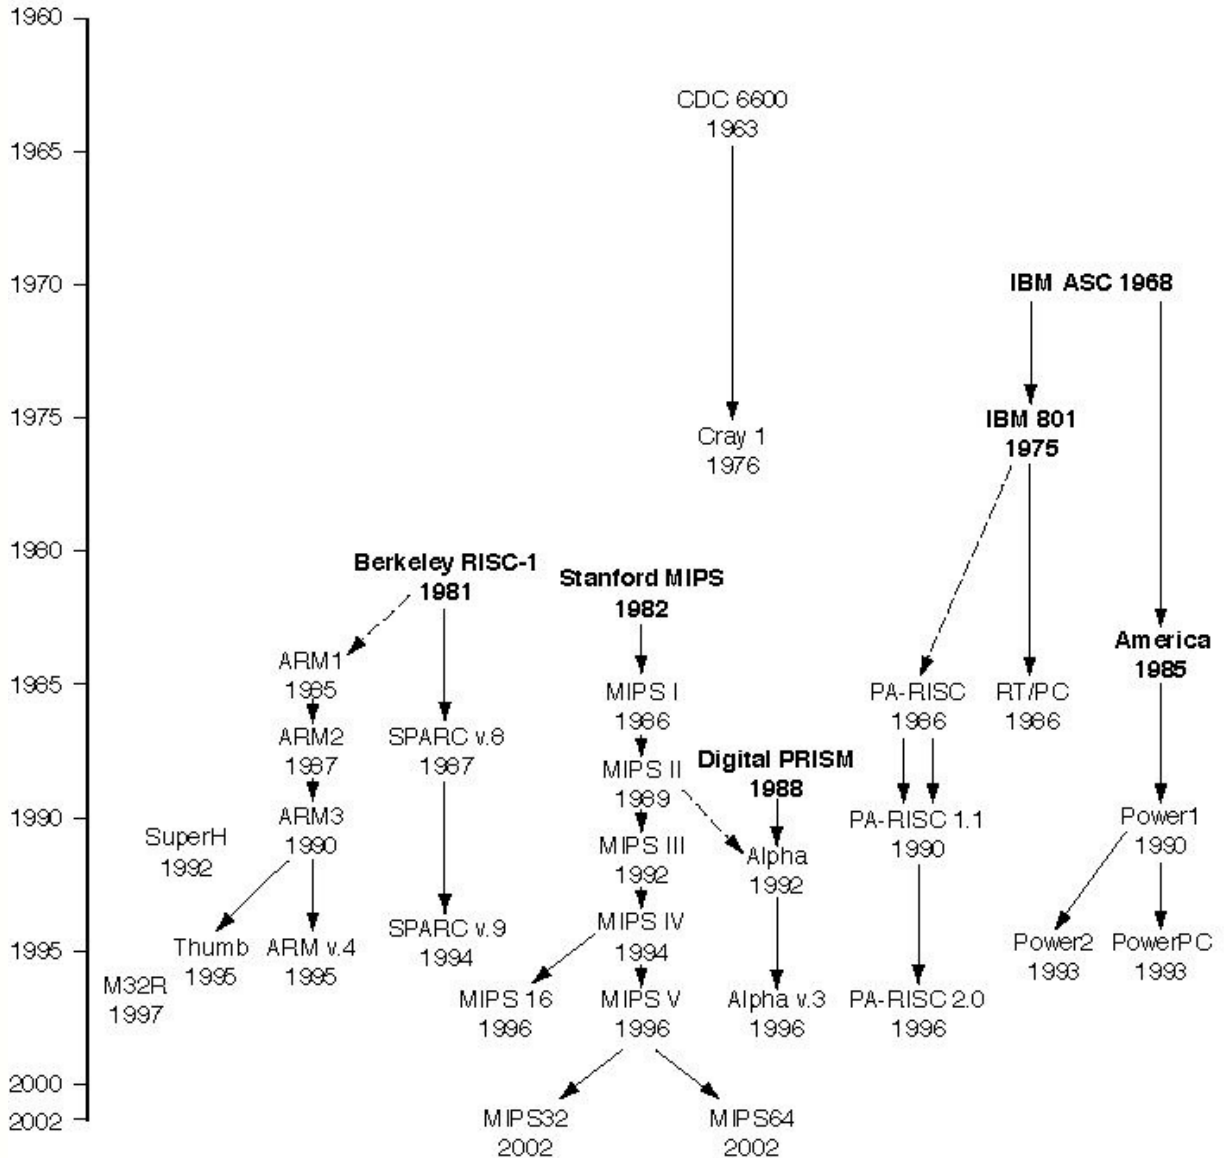 1960
CDC 6600
1963
1965
1970
IBM ASC 1968
1975
IBM 801
1975
Cray 1
1976
1980
Berkeley RISC-1
1981
Stanford MIPS
1982
America
1985
ARM1
1985
1985
MIPS I
1986
PA-RISC
1986
RT/PC
1986
ARM2
1987
SPARC v.8
1987
MIPS II
1989
Digital PRISM
1988
1990
ARM3
1990
SuperH
1992
MIPS III
1992
Alpha
1992
PA-RISC 1.1
1990
Power1
1990
1995
Thumb
1995
ARM v.4
1995
SPARC v.9
1994
MIPS IV
1994
Power2
1993
PowerPC
1993
M32R
1997
MIPS 16
1996
MIPS V
1996
Alpha v.3
1996
PA-RISC 2.0
1996
2000
2002
MIPS32
2002
MIPS64
2002